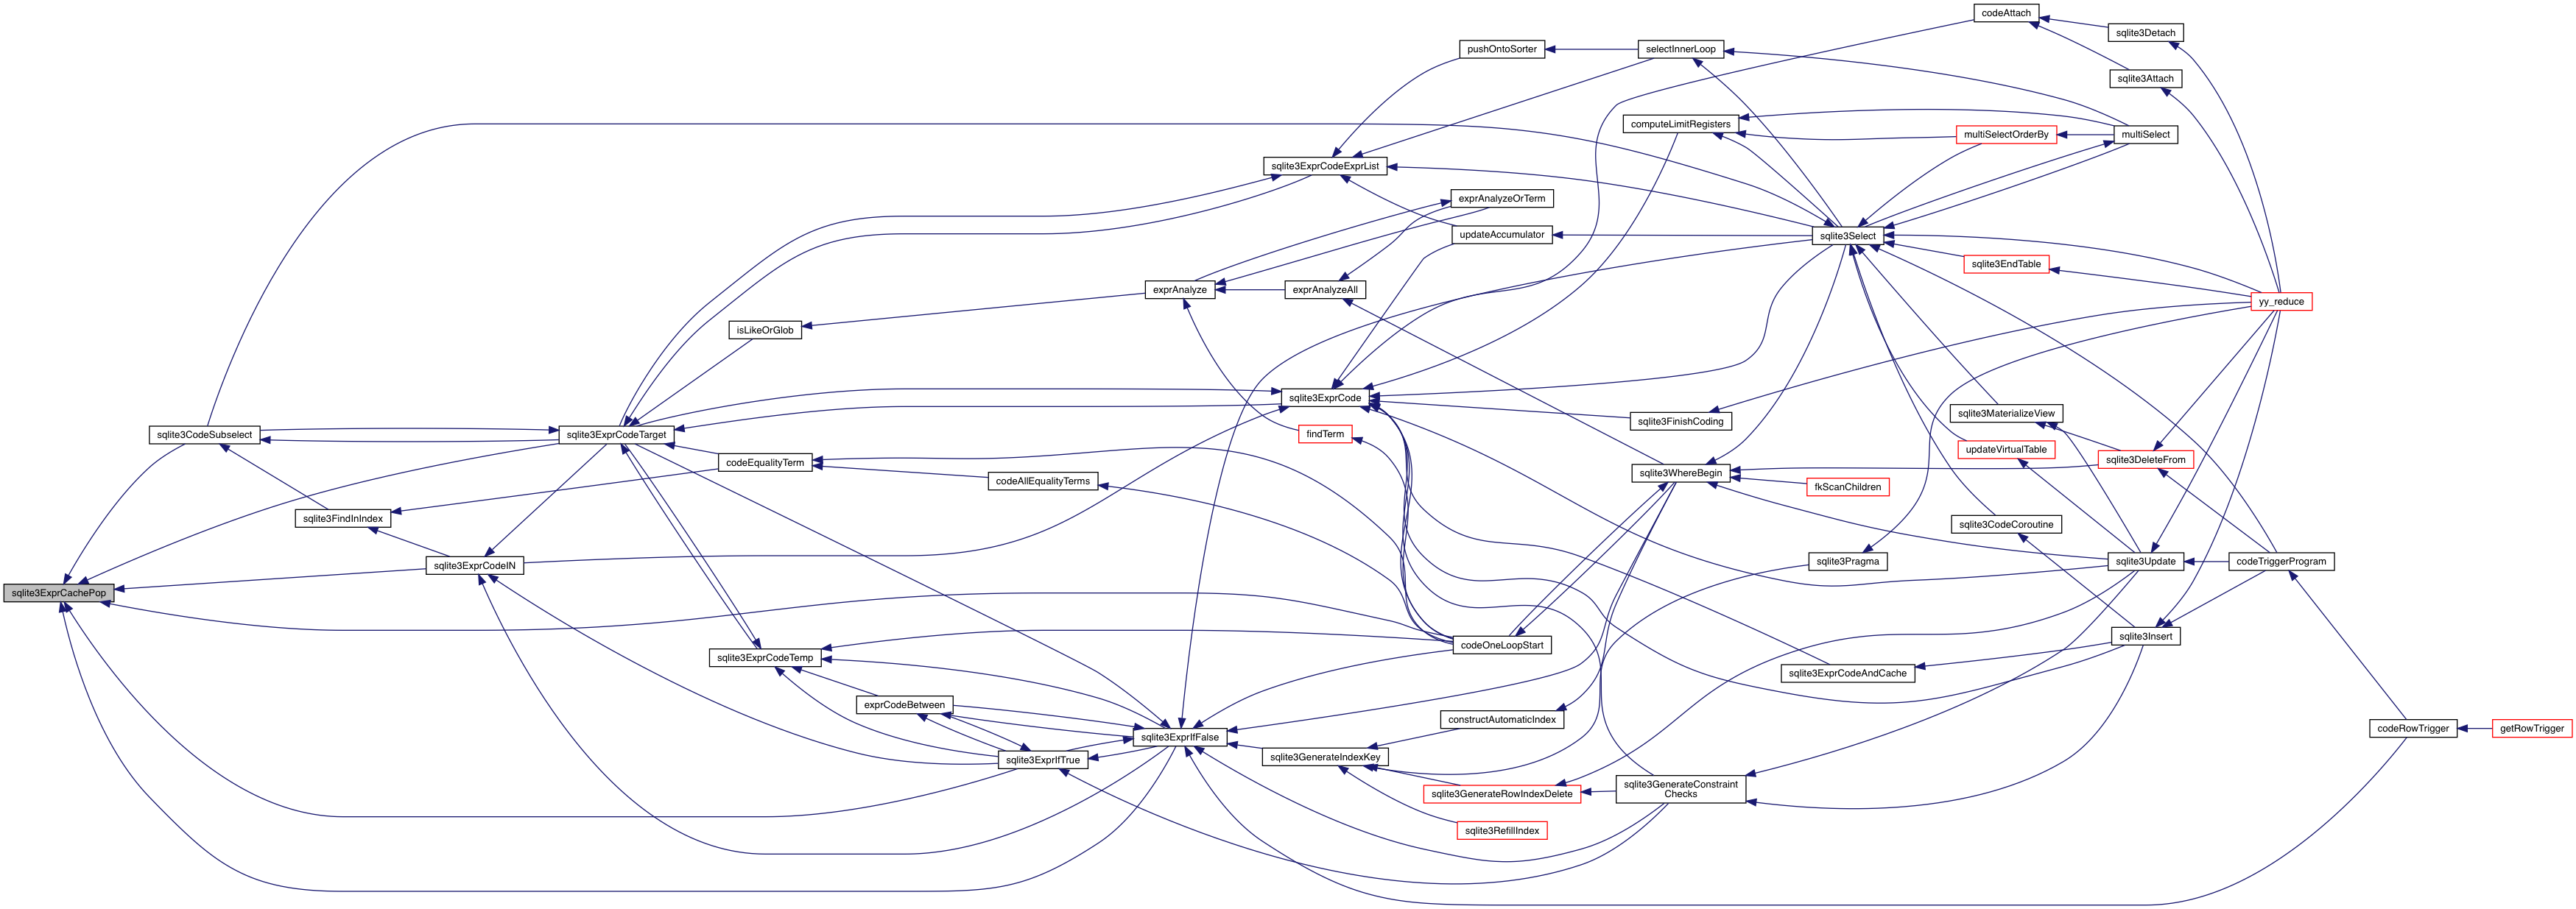 codeAttach
sqlite3Detach
pushOntoSorter
selectInnerLoop
sqlite3Attach
computeLimitRegisters
multiSelectOrderBy
multiSelect
sqlite3ExprCodeExprList
exprAnalyzeOrTerm
updateAccumulator
sqlite3Select
sqlite3EndTable
exprAnalyze
exprAnalyzeAll
yy_reduce
isLikeOrGlob
sqlite3ExprCode
sqlite3MaterializeView
sqlite3FinishCoding
sqlite3CodeSubselect
sqlite3ExprCodeTarget
findTerm
updateVirtualTable
sqlite3DeleteFrom
codeEqualityTerm
sqlite3WhereBegin
codeAllEqualityTerms
fkScanChildren
sqlite3FindInIndex
sqlite3CodeCoroutine
sqlite3ExprCodeIN
sqlite3Pragma
sqlite3Update
codeTriggerProgram
sqlite3ExprCachePop
sqlite3Insert
codeOneLoopStart
sqlite3ExprCodeTemp
sqlite3ExprCodeAndCache
exprCodeBetween
constructAutomaticIndex
codeRowTrigger
getRowTrigger
sqlite3ExprIfFalse
sqlite3GenerateIndexKey
sqlite3ExprIfTrue
sqlite3GenerateConstraint
Checks
sqlite3GenerateRowIndexDelete
sqlite3RefillIndex